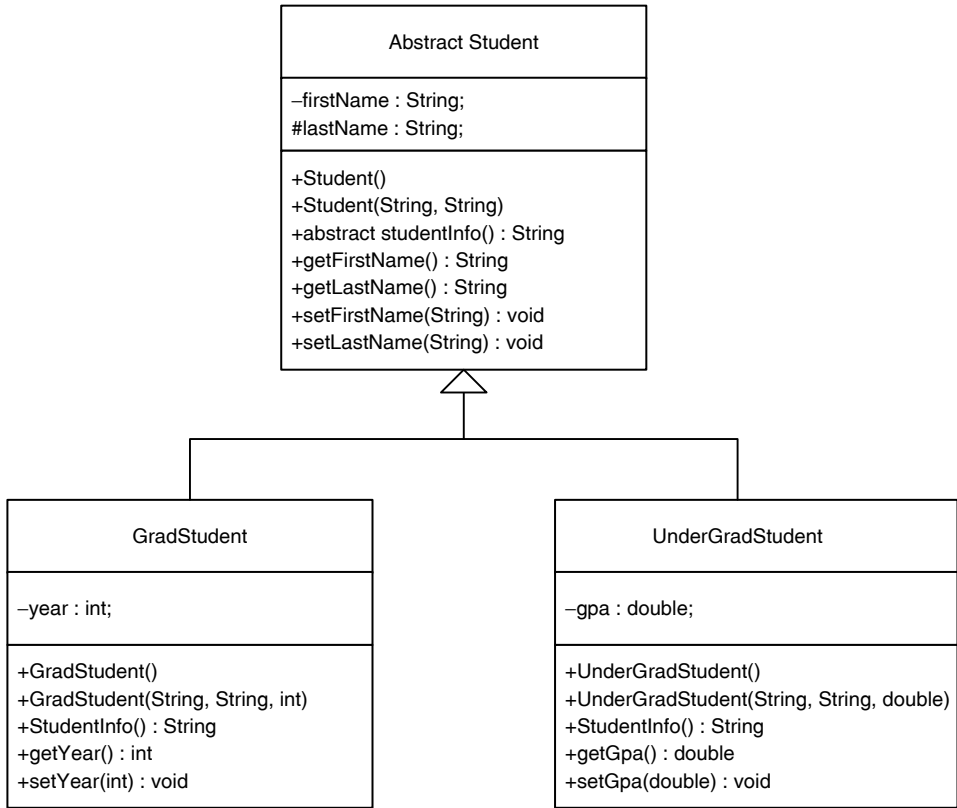 Abstract Student
–firstName : String;
#lastName : String;
+Student()
+Student(String, String)
+abstract studentInfo() : String
+getFirstName() : String
+getLastName() : String
+setFirstName(String) : void
+setLastName(String) : void
GradStudent
–year : int;
+GradStudent()
+GradStudent(String, String, int)
+StudentInfo() : String
+getYear() : int
+setYear(int) : void
UnderGradStudent
–gpa : double;
+UnderGradStudent()
+UnderGradStudent(String, String, double)
+StudentInfo() : String
+getGpa() : double
+setGpa(double) : void